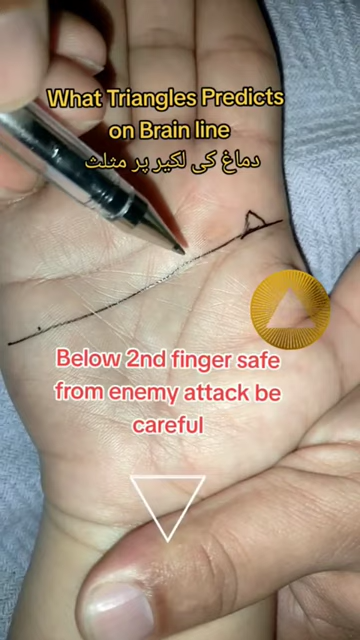 What Triangles Predicts
on Brain line
دماغ کی لکیر پر مثلث
Below 2nd finger safe
from enemy attack be
careful